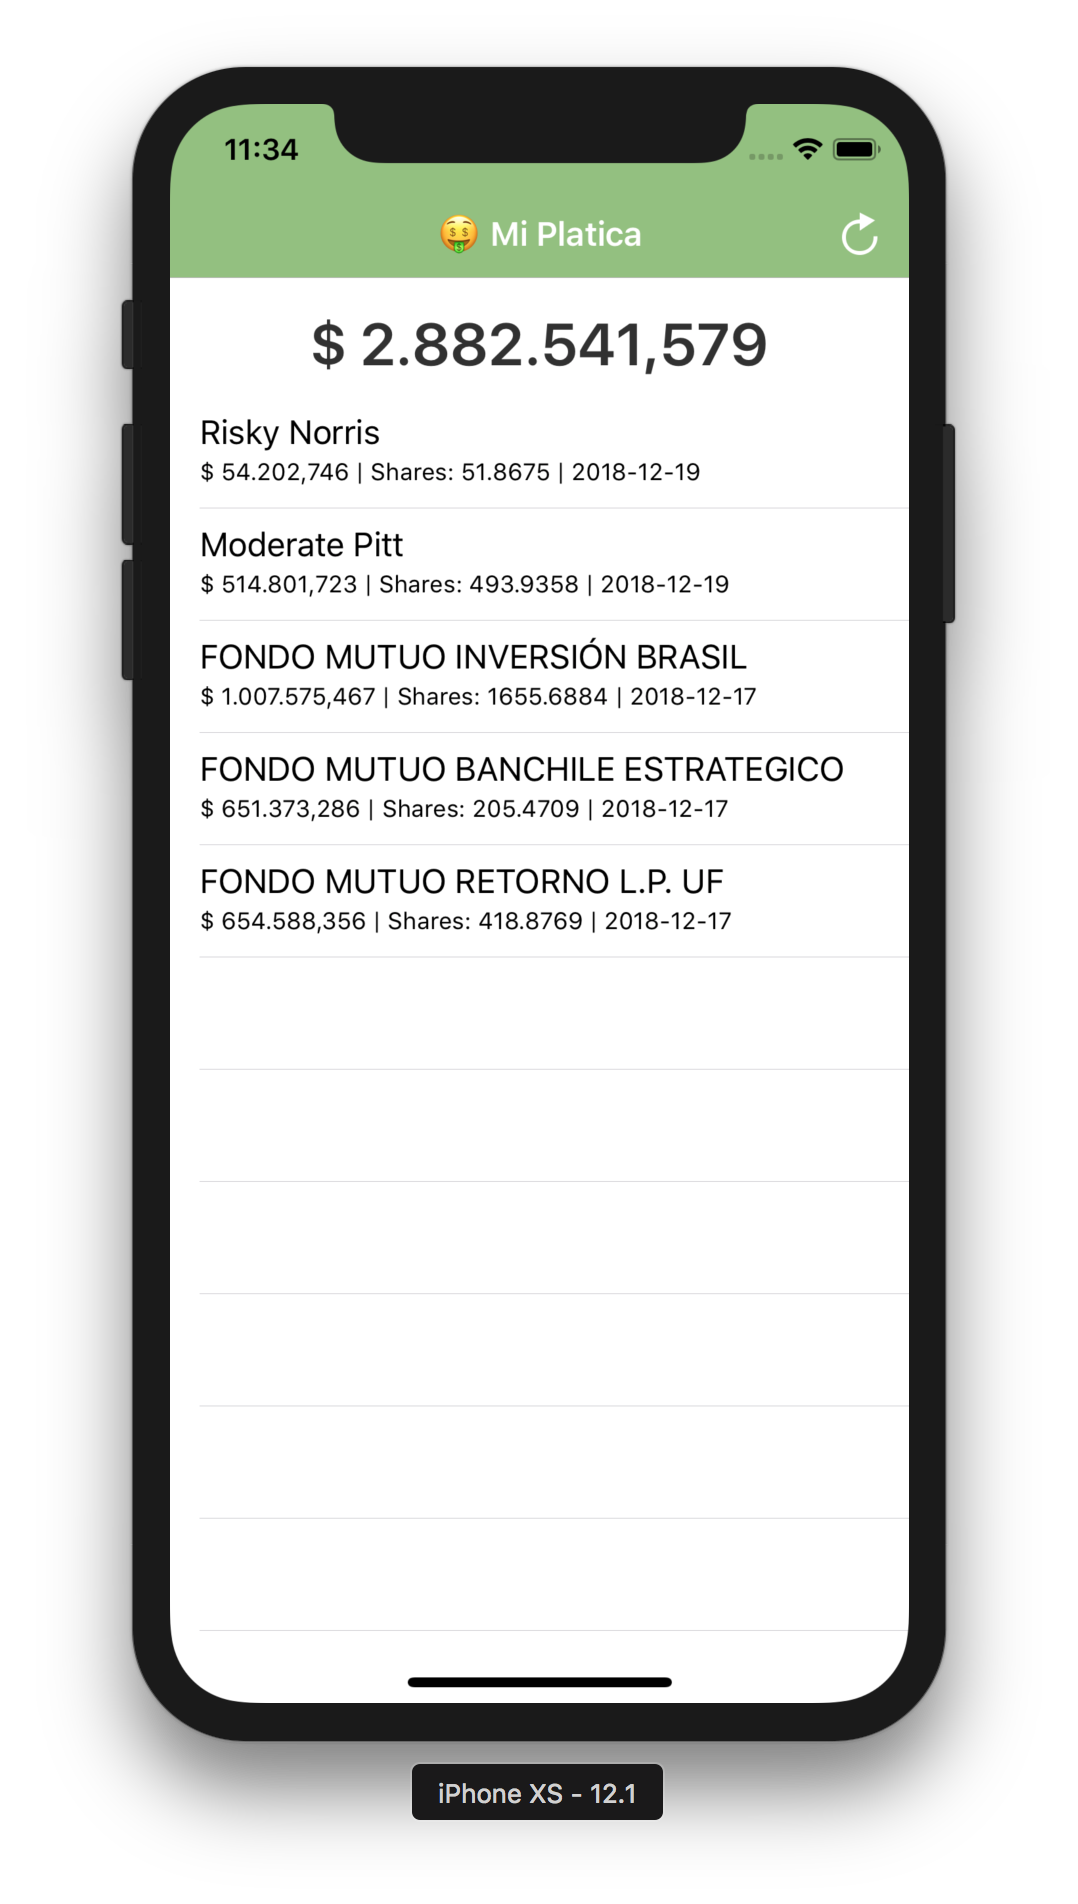 11:34
Mi Platica
$ 2.882.541,579
Risky Norris
$ 54.202,746 | Shares: 51.8675 | 2018-12-19
Moderate Pitt
$ 514.801,723 | Shares: 493.9358 | 2018-12-19
FONDO MUTUO INVERSIÓN BRASIL
$ 1.007.575,467 | Shares: 1655.6884 | 2018-12-17
FONDO MUTUO BANCHILE ESTRATEGICO
$ 651.373,286 | Shares: 205.4709 | 2018-12-17
FONDO MUTUO RETORNO L.P. UF
$ 654.588,356 | Shares: 418.8769 | 2018-12-17
iPhone XS - 12.1